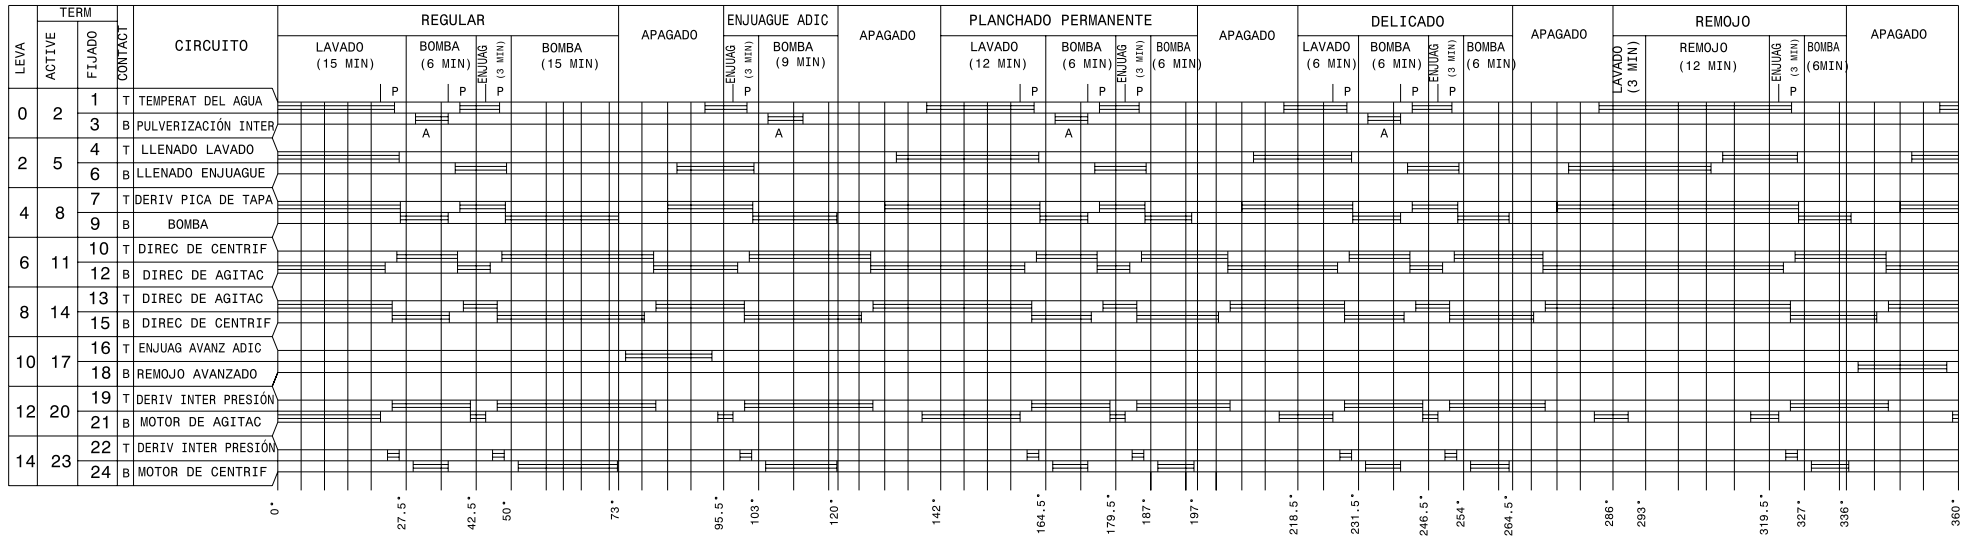 TERM
LEVA
ACTIVE
FIJADO
CONTACT
CIRCUITO
REGULAR
APAGADO
ENJUAGUE ADIC
APAGADO
PLANCHADO PERMANENTE
APAGADO
DELICADO
APAGADO
REMOJO
APAGADO
LAVADO
(15 MIN)
BOMBA
(6 MIN)
ENJUAG
(3 MIN)
BOMBA
(15 MIN)
ENJUAG
(3 MIN)
BOMBA
(9 MIN)
LAVADO
(12 MIN)
BOMBA
(6 MIN)
ENJUAG
(3 MIN)
BOMBA
(6 MIN)
LAVADO
(6 MIN)
BOMBA
(6 MIN)
ENJUAG
(3 MIN)
BOMBA
(6 MIN)
LAVADO
(3 MIN)
REMOJO
(12 MIN)
ENJUAG
(3 MIN)
BOMBA
(6MIN)
P P P P P P P P P P P
0 2 1 T TEMPERAT DEL AGUA
3 B PULVERIZACIÓN INTER
A A A A
2 5 4 T LLENADO LAVADO
6 B LLENADO ENJUAGUE
4 8 7 T DERIV PICA DE TAPA
9 B BOMBA
6 11 10 T DIREC DE CENTRIF
12 B DIREC DE AGITAC
8 14 13 T DIREC DE AGITAC
15 B DIREC DE CENTRIF
10 17 16 T ENJUAG AVANZ ADIC
18 B REMOJO AVANZADO
12 20 19 T DERIV INTER PRESIÓN
21 B MOTOR DE AGITAC
14 23 22 T DERIV INTER PRESIÓN
24 B MOTOR DE CENTRIF
0° 27.5° 42.5° 50° 73° 95.5° 103° 120° 142° 164.5° 179.5° 187° 197° 218.5° 231.5° 246.5° 254° 264.5° 286° 293° 319.5° 327° 336° 360°